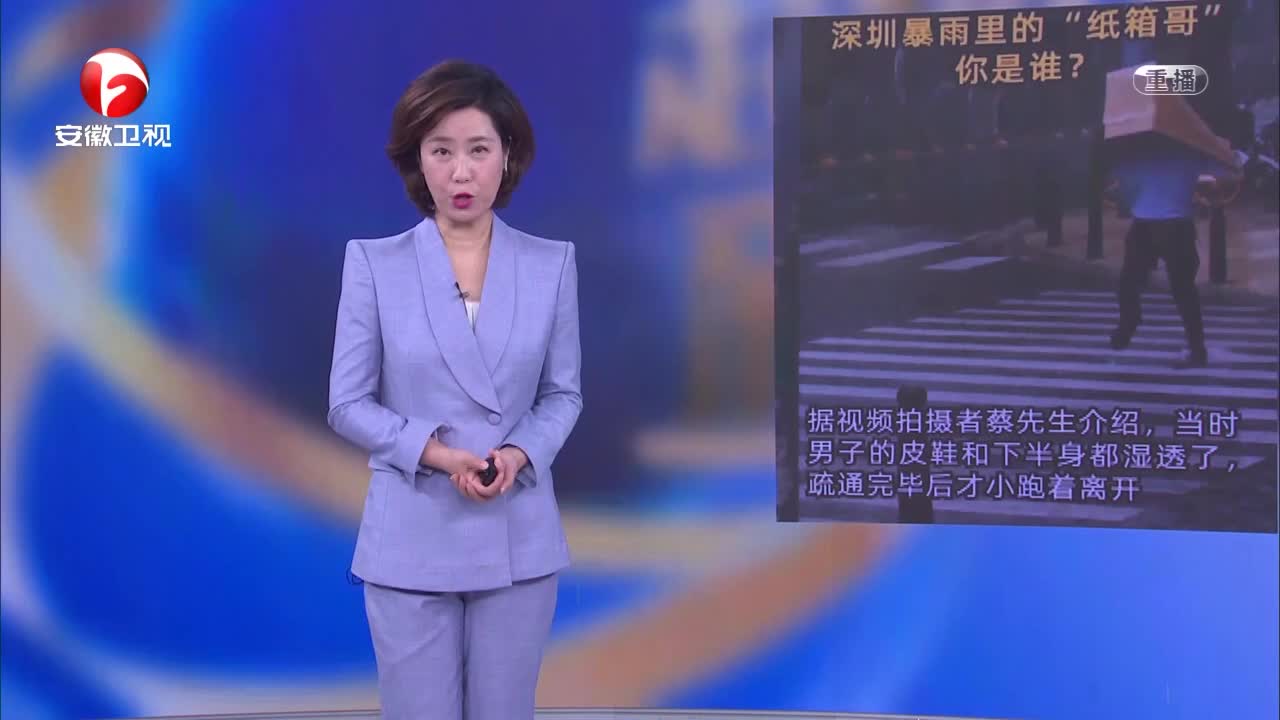 安徽卫视
深圳暴雨里的“纸箱哥”
你是谁？
重播
据视频拍摄者蔡先生介绍，当时
男子的皮鞋和下半身都湿透了，
疏通完毕后才小跑着离开